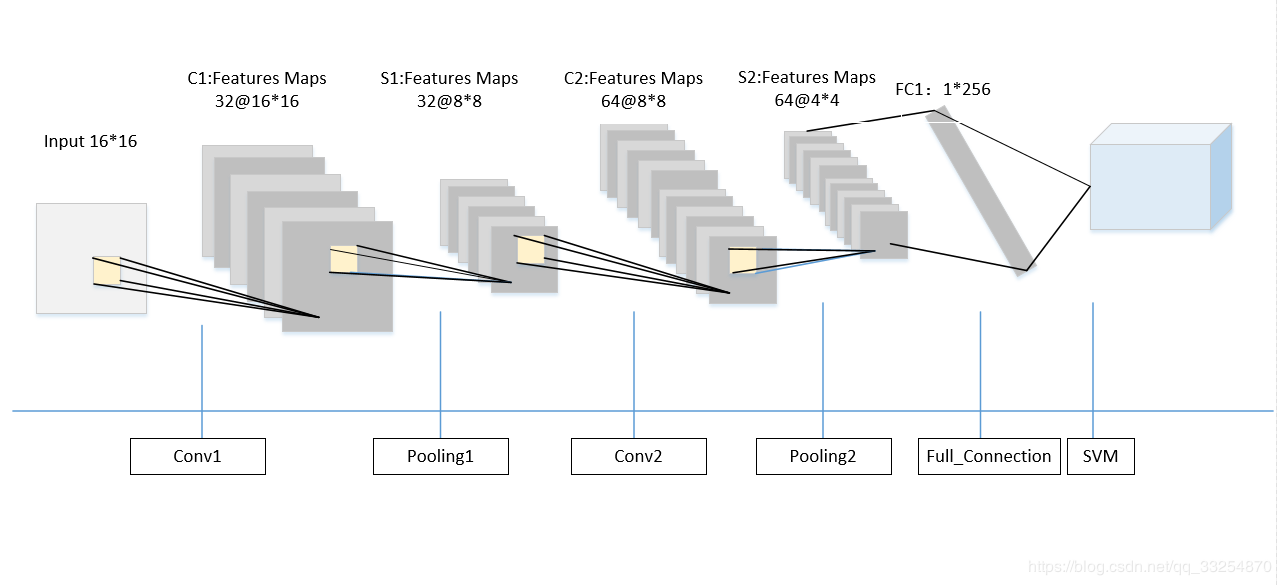 Input 16*16
C1:Features Maps
32@16*16
S1:Features Maps
32@8*8
C2:Features Maps
64@8*8
S2:Features Maps
64@4*4
FC1：1*256
Conv1
Pooling1
Conv2
Pooling2
Full_Connection
SVM
https://blog.csdn.net/qq_33254870